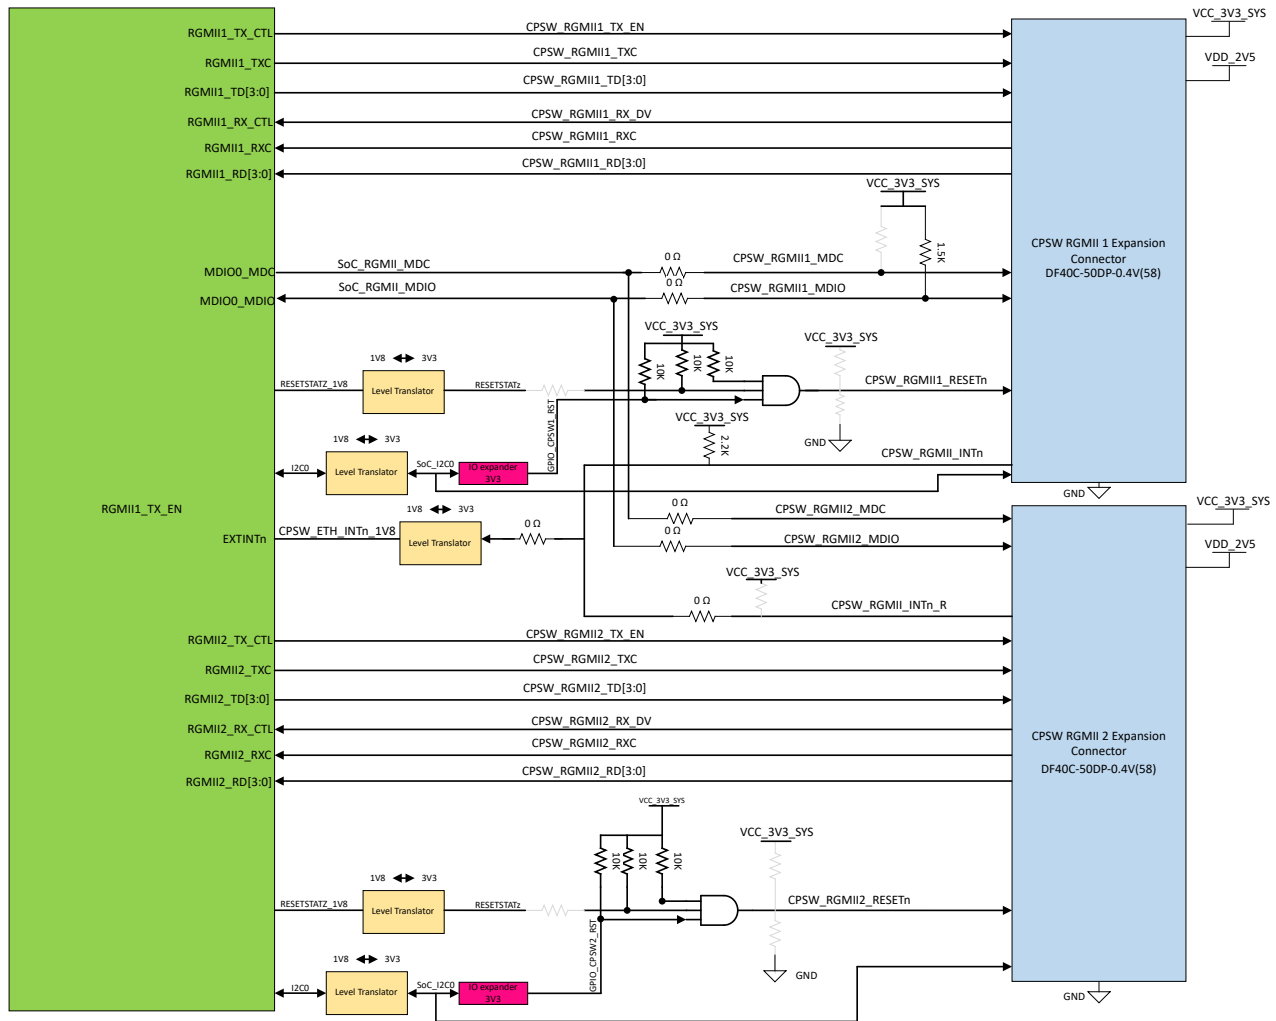 VCC_3V3_SYS
RGMII1_TX_CTL
CPSW_RGMII1_TX_EN
RGMII1_TXC
CPSW_RGMII1_TXC
VDD_2V5
RGMII1_TD[3:0]
CPSW_RGMII1_TD[3:0]
RGMII1_RX_CTL
CPSW_RGMII1_RX_DV
RGMII1_RXC
CPSW_RGMII1_RXC
RGMII1_RD[3:0]
CPSW_RGMII1_RD[3:0]
VCC_3V3_SYS
1.5K
CPSW RGMII 1 Expansion
Connector
DF40C-50DP-0.4V(58)
MDIO0_MDC
SoC_RGMII_MDC
0 Ω
CPSW_RGMII1_MDC
MDIO0_MDIO
SoC_RGMII_MDIO
0 Ω
CPSW_RGMII1_MDIO
VCC_3V3_SYS
VCC_3V3_SYS
1V8
3V3
10K
10K
10K
RESETSTATZ_1V8
Level Translator
RESETSTATz
CPSW_RGMII1_RESETn
GPIO_CPSW1_RST
VCC_3V3_SYS
2.2K
GND
1V8
3V3
CPSW_RGMII_INTn
I2C0
Level Translator
SoC_I2C0
IO expander
3V3
GND
VCC_3V3_SYS
RGMII1_TX_EN
1V8
3V3
EXTINTn
CPSW_ETH_INTn_1V8
Level Translator
0 Ω
0 Ω
CPSW_RGMII2_MDC
0 Ω
CPSW_RGMII2_MDIO
VDD_2V5
VCC_3V3_SYS
0 Ω
CPSW_RGMII_INTn_R
RGMII2_TX_CTL
CPSW_RGMII2_TX_EN
RGMII2_TXC
CPSW_RGMII2_TXC
RGMII2_TD[3:0]
CPSW_RGMII2_TD[3:0]
RGMII2_RX_CTL
CPSW_RGMII2_RX_DV
RGMII2_RXC
CPSW_RGMII2_RXC
RGMII2_RD[3:0]
CPSW_RGMII2_RD[3:0]
CPSW RGMII 2 Expansion
Connector
DF40C-50DP-0.4V(58)
VCC_3V3_SYS
VCC_3V3_SYS
10K
10K
10K
1V8
3V3
RESETSTATZ_1V8
Level Translator
RESETSTATz
CPSW_RGMII2_RESETn
GPIO_CPSW2_RST
1V8
3V3
GND
I2C0
Level Translator
SoC_I2C0
IO expander
3V3
GND